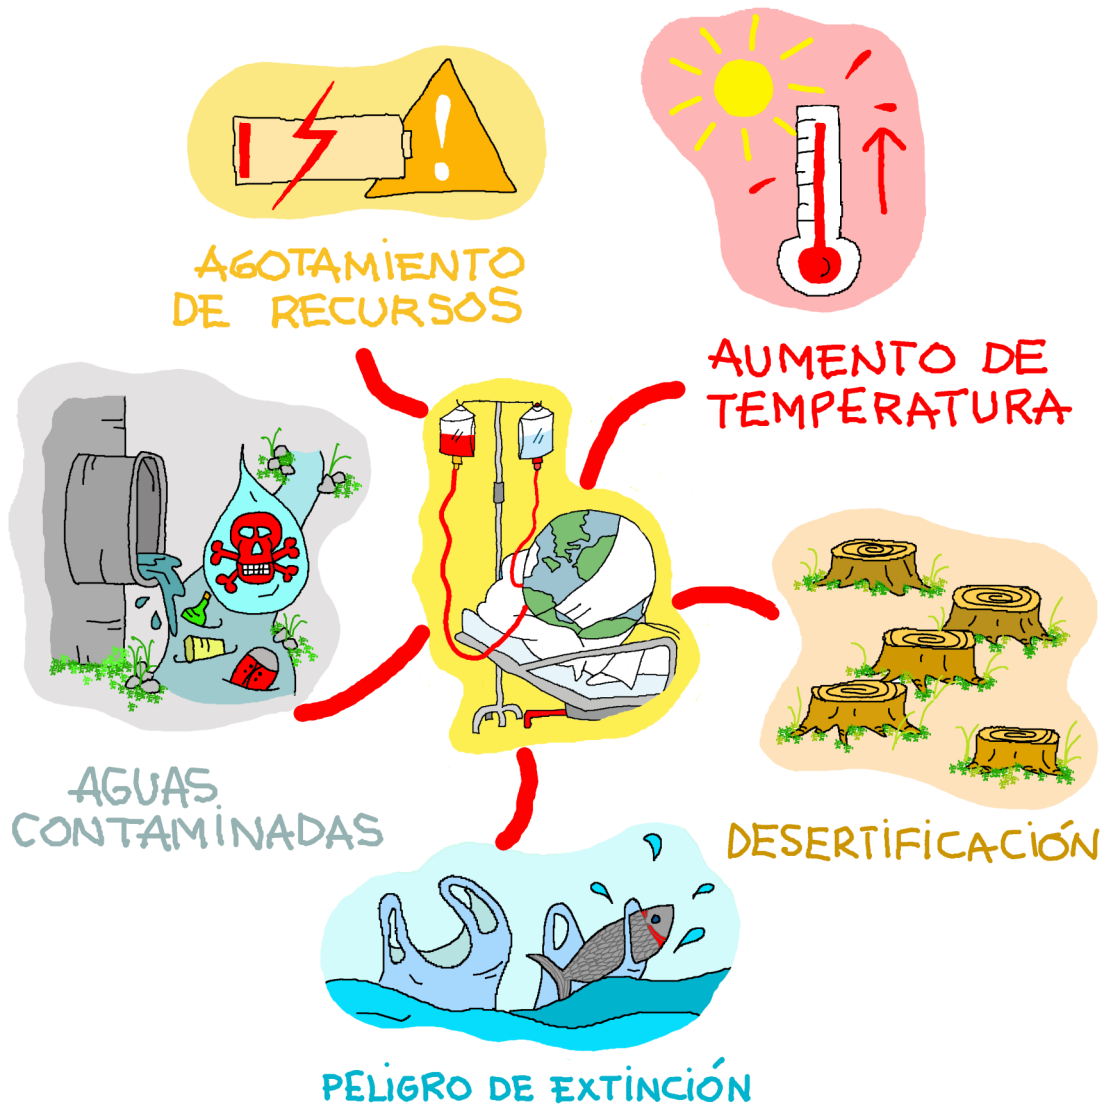 AGOTAMIENTO
DE RECURSOS
AUMENTO DE
TEMPERATURA
AGUAS
CONTAMINADAS
DESERTIFICACIÓN
PELIGRO DE EXTINCIÓN